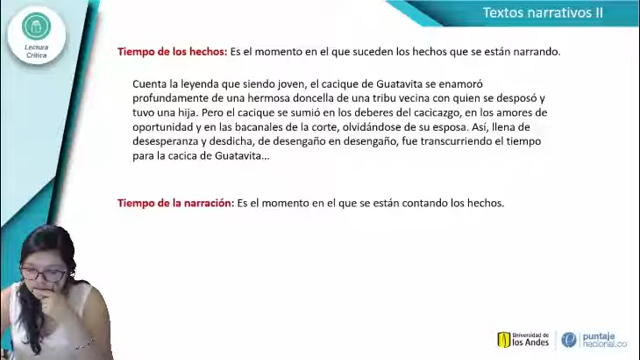 Textos narrativos II
Lectura
Crítica
Tiempo de los hechos: Es el momento en el que suceden los hechos que se están narrando.
Cuenta la leyenda que siendo joven, el cacique de Guatavita se enamoró
profundamente de una hermosa doncella de una tribu vecina con quien se desposó y
tuvo una hija. Pero el cacique se sumió en los deberes del cacicazgo, en los amores de
oportunidad y en las bacanales de la corte, olvidándose de su esposa. Así, llena de
desesperanza y desdicha, de desengaño en desengaño, fue transcurriendo el tiempo
para la cacica de Guatavita...
Tiempo de la narración: Es el momento en el que se están contando los hechos.
Universidad de
los Andes
puntaje
nacional.co